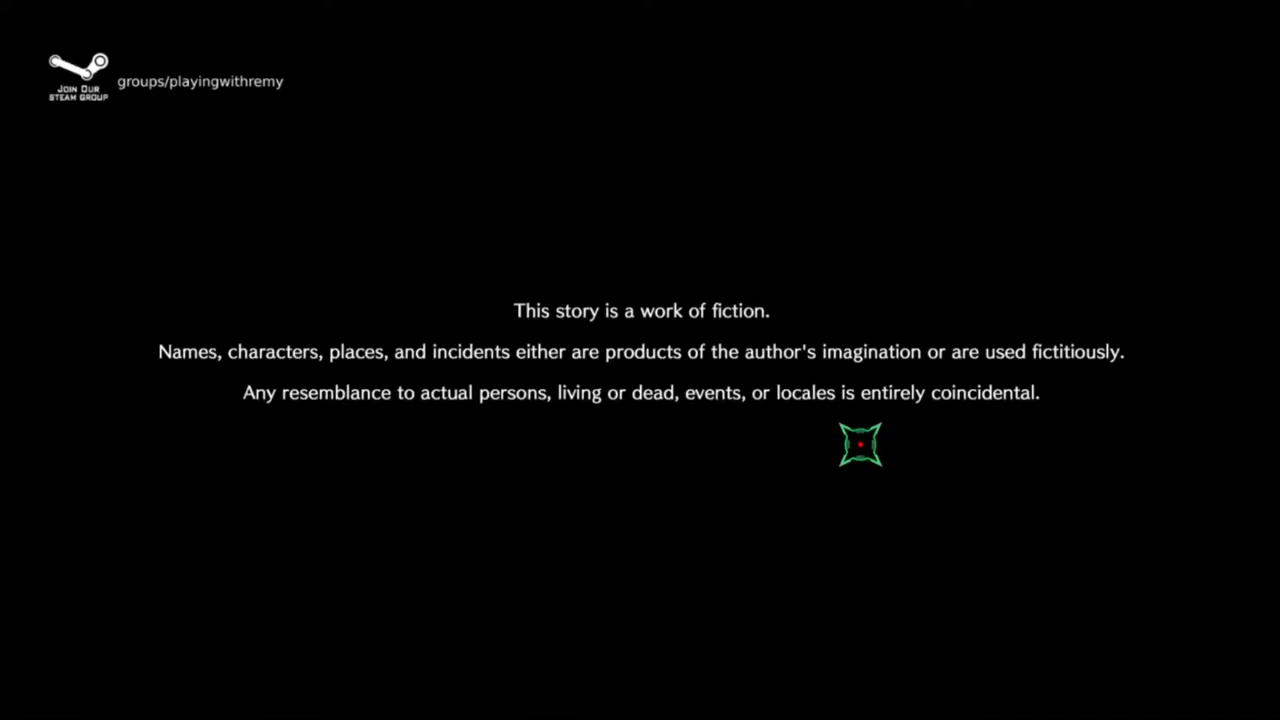 JOIN OUR
STEAM GROUP
groups/playingwithremy
This story is a work of fiction.
Names, characters, places, and incidents either are products of the author's imagination or are used fictitiously.
Any resemblance to actual persons, living or dead, events, or locales is entirely coincidental.